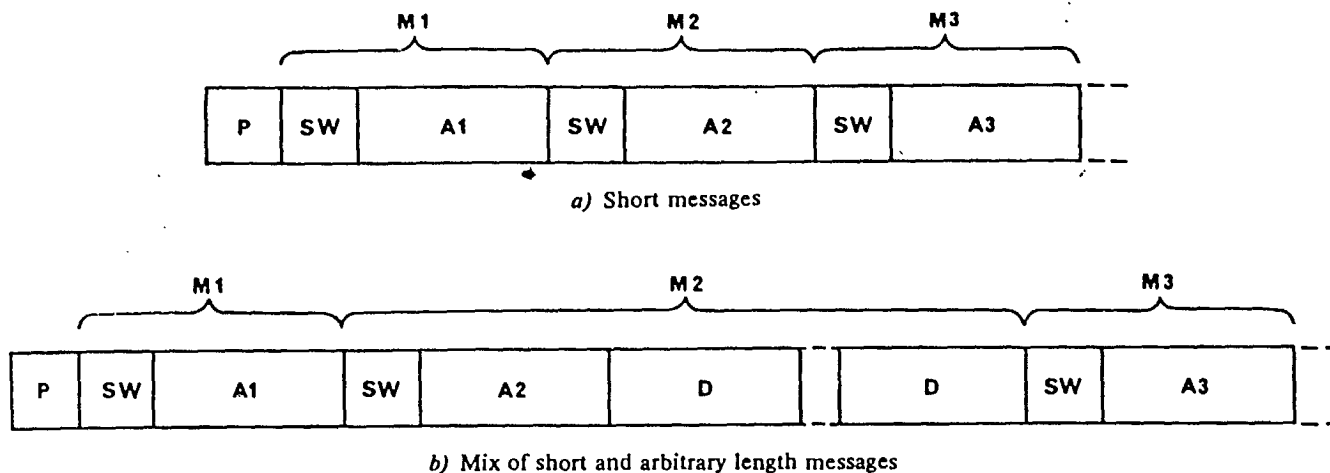 M1 M2 M3
P SW A1 SW A2 SW A3
a) Short messages
M1 M2 M3
P SW A1 SW A2 D D SW A3
b) Mix of short and arbitrary length messages